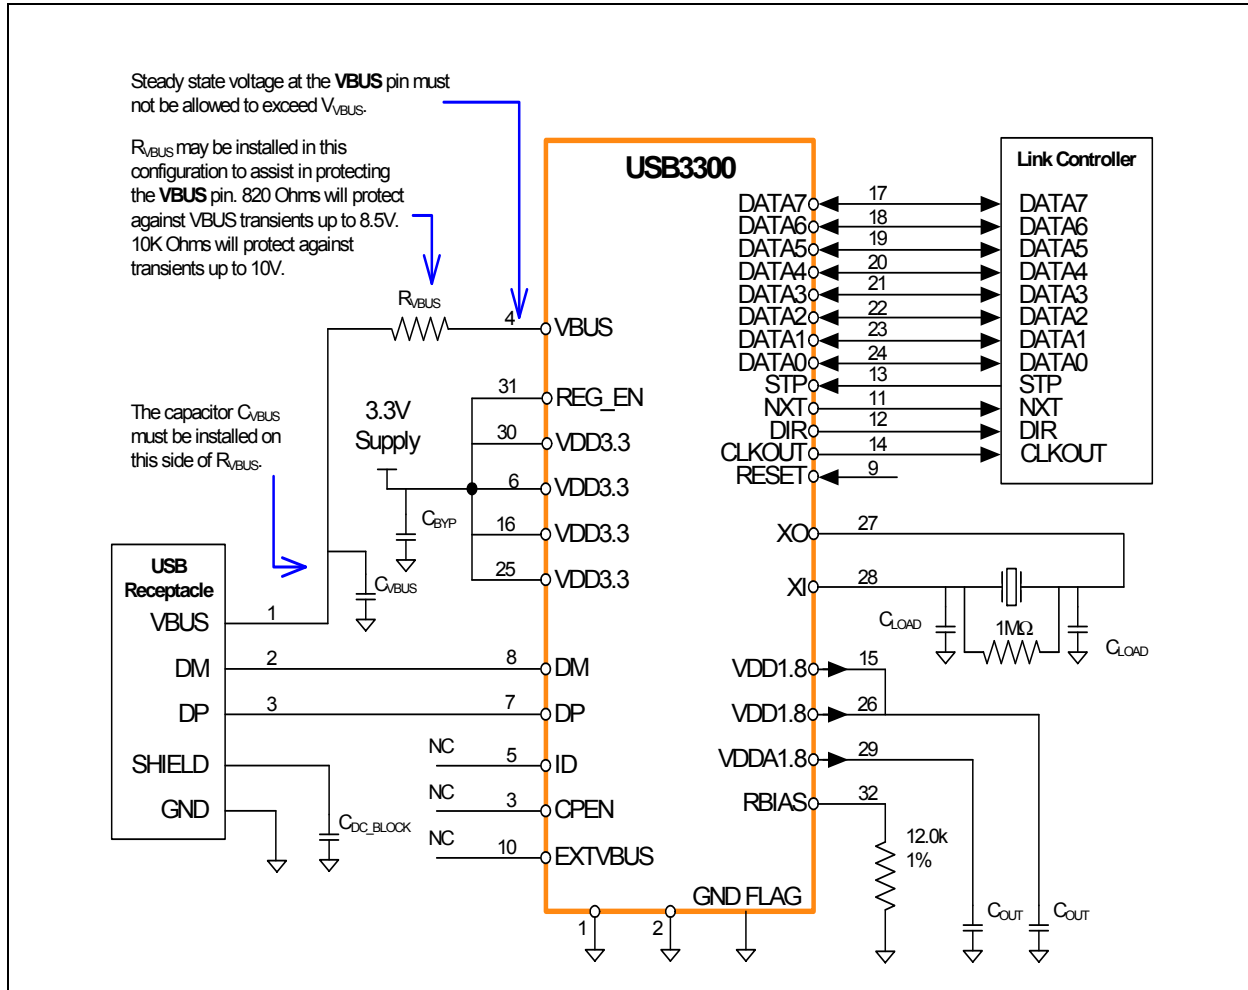 Steady state voltage at the VBUS pin must
not be allowed to exceed VVBUS.
RVBUS may be installed in this
configuration to assist in protecting
the VBUS pin. 820 Ohms will protect
against VBUS transients up to 8.5V.
10K Ohms will protect against
transients up to 10V.
RVBUS
4
VBUS
The capacitor CVBUS
must be installed on
this side of RVBUS.
3.3V
Supply
CBYP
CVBUS
31
REG_EN
30
VDD3.3
6
VDD3.3
16
VDD3.3
25
VDD3.3
USB
Receptacle
VBUS
1
DM
2
8
DM
DP
3
7
DP
SHIELD
GND
CDC_BLOCK
NC
5
ID
NC
3
CPEN
NC
10
EXTVBUS
USB3300
GND FLAG
1
2
Link Controller
DATA7
17
DATA7
DATA6
18
DATA6
DATA5
19
DATA5
DATA4
20
DATA4
DATA3
21
DATA3
DATA2
22
DATA2
DATA1
23
DATA1
DATA0
24
DATA0
STP
13
STP
NXT
11
NXT
DIR
12
DIR
CLKOUT
14
CLKOUT
RESET
9
XO
27
XI
28
CLOAD
1MΩ
CLOAD
VDD1.8
15
VDD1.8
26
VDDA1.8
29
RBIAS
32
12.0k
1%
COUT
COUT